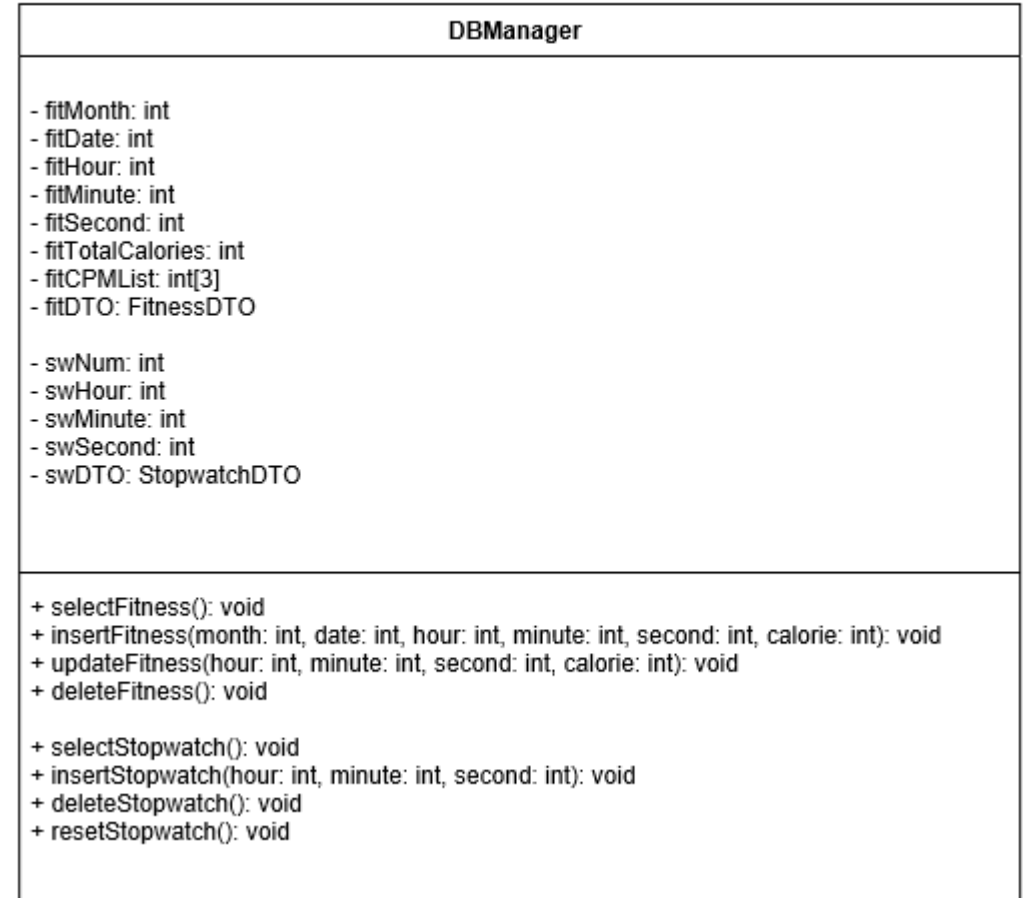 DBManager
- fitMonth: int
- fitDate: int
- fitHour: int
- fitMinute: int
- fitSecond: int
- fitTotalCalories: int
- fitCPMList: int[3]
- fitDTO: FitnessDTO
- swNum: int
- swHour: int
- swMinute: int
- swSecond: int
- swDTO: StopwatchDTO
+ selectFitness(): void
+ insertFitness(month: int, date: int, hour: int, minute: int, second: int, calorie: int): void
+ updateFitness(hour: int, minute: int, second: int, calorie: int): void
+ deleteFitness(): void
+ selectStopwatch(): void
+ insertStopwatch(hour: int, minute: int, second: int): void
+ deleteStopwatch(): void
+ resetStopwatch(): void